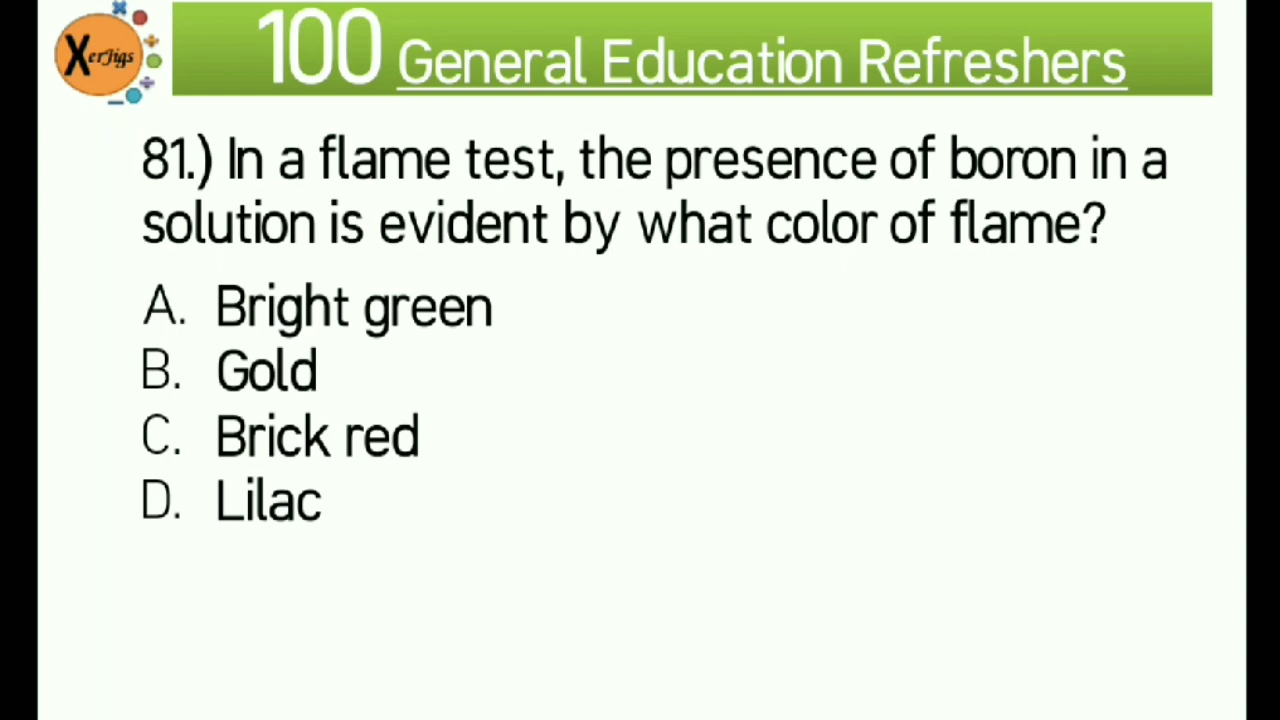 XerJigs
100 General Education Refreshers
81.) In a flame test, the presence of boron in a
solution is evident by what color of flame?
A. Bright green
B. Gold
C. Brick red
D. Lilac